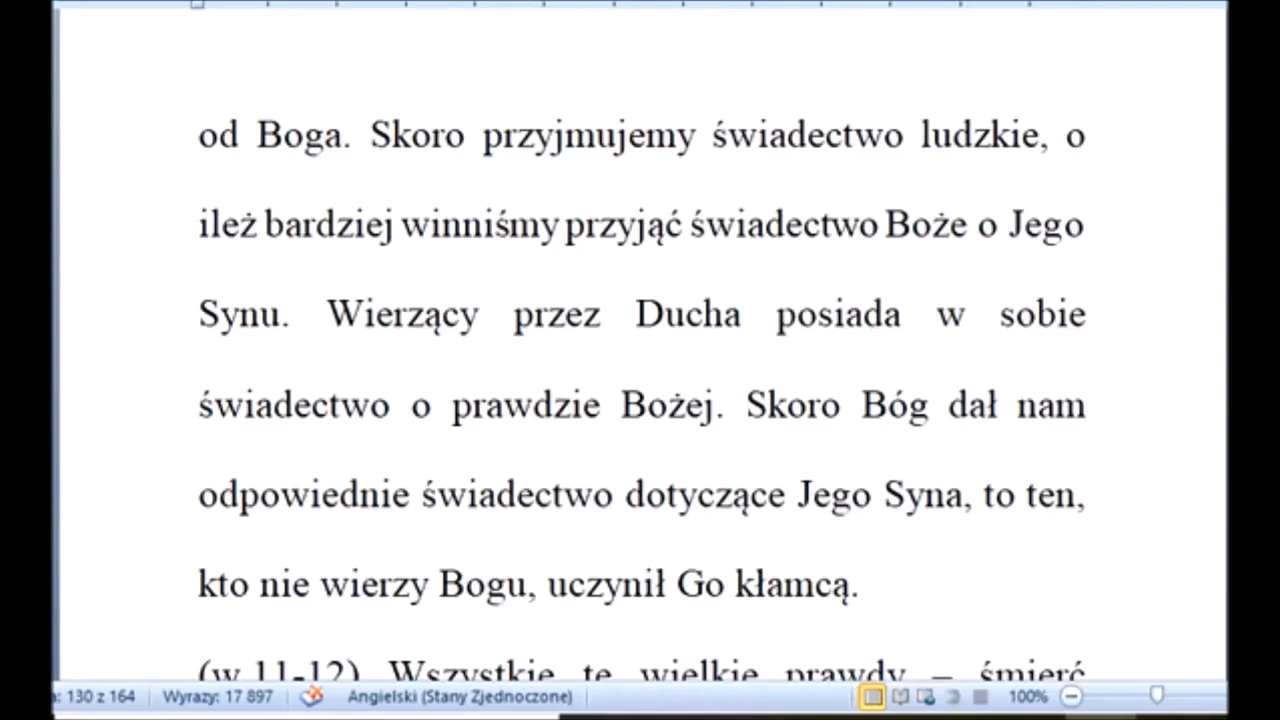 od Boga. Skoro przyjmujemy świadectwo ludzkie, o
ileż bardziej winniśmy przyjąć świadectwo Boże o Jego
Synu. Wierzący przez Ducha posiada w sobie
świadectwo o prawdzie Bożej. Skoro Bóg dał nam
odpowiednie świadectwo dotyczące Jego Syna, to ten,
kto nie wierzy Bogu, uczynił Go kłamcą.
(w 11-12) Wszystkie te wielkie prawdy – śmierć
a: 130 z 164 Wyrazy: 17 897 Angielski (Stany Zjednoczone) 100%